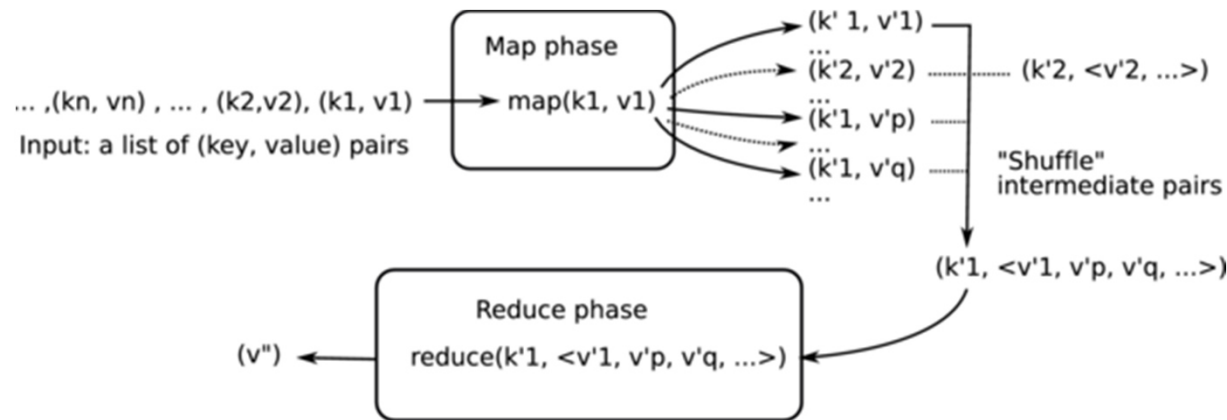 Map phase
... ,(kn, vn) , ... , (k2,v2), (k1, v1)
map(k1, v1)
Input: a list of (key, value) pairs
(k' 1, v'1)
...
(k'2, v'2)
(k'2, <v'2, ...>)
...
(k'1, v'p)
...
(k'1, v'q)
...
"Shuffle"
intermediate pairs
(k'1, <v'1, v'p, v'q, ...>)
Reduce phase
reduce(k'1, <v'1, v'p, v'q, ...>)
(v")